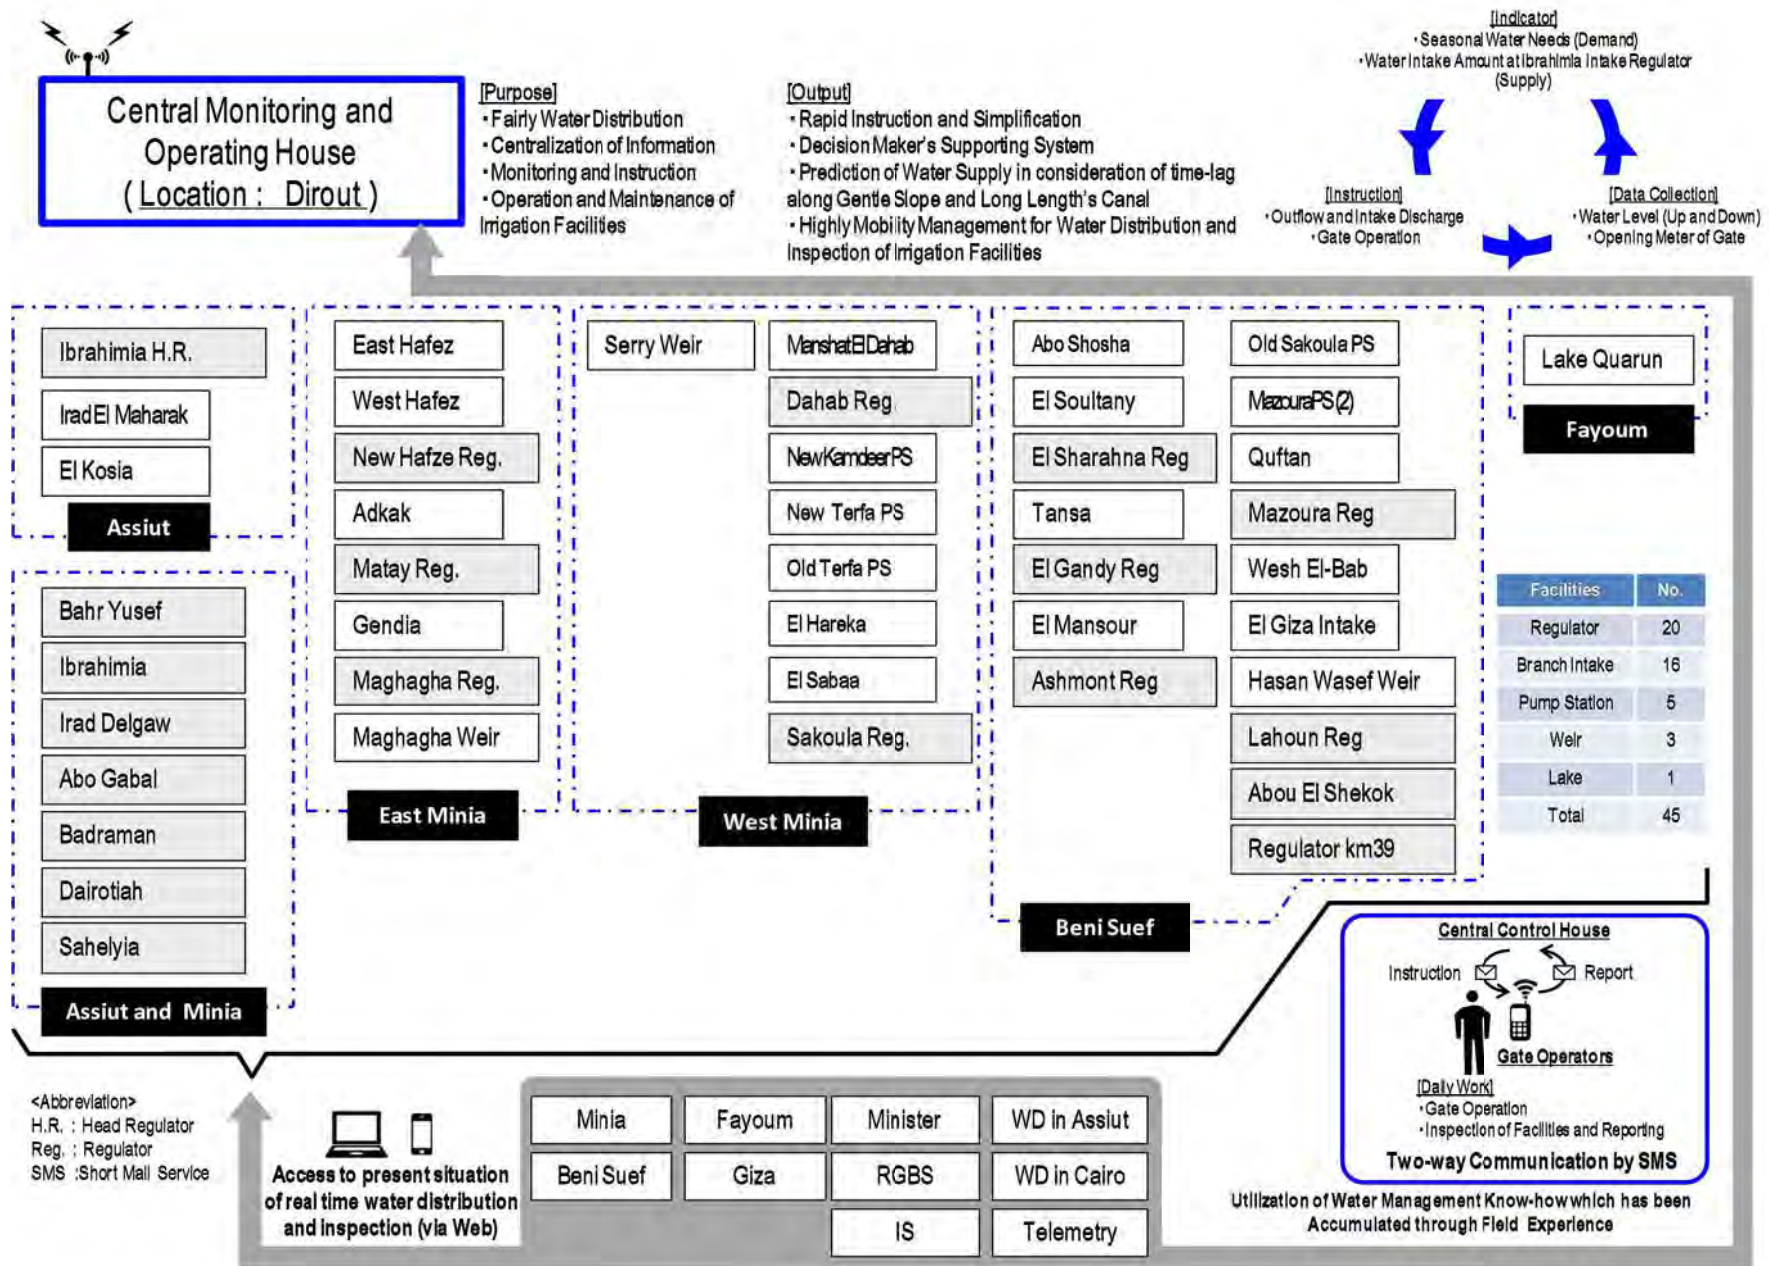 Central Monitoring and
Operating House
( Location : Dirout )
[Purpose]
・Fairly Water Distribution
・Centralization of Information
・Monitoring and Instruction
・Operation and Maintenance of
Irrigation Facilities
[Output]
・Rapid Instruction and Simplification
・Decision Maker's Supporting System
・Prediction of Water Supply in consideration of time-lag
along Gentle Slope and Long Length's Canal
・Highly Mobility Management for Water Distribution and
Inspection of Irrigation Facilities
[Indicator]
・Seasonal Water Needs (Demand)
・Water Intake Amount at Ibrahimia Intake Regulator
(Supply)
[Instruction]
・Outflow and Intake Discharge
・Gate Operation
[Data Collection]
・Water Level (Up and Down)
・Opening Meter of Gate
Ibrahimia H.R.
Irad El Maharak
El Kosia
Assiut
Bahr Yusef
Ibrahimia
Irad Delgaw
Abo Gabal
Badraman
Dairotiah
Sahelyia
Assiut and Minia
East Hafez
West Hafez
New Hafze Reg.
Adkak
Matay Reg.
Gendia
Maghagha Reg.
Maghagha Weir
East Minia
Serry Weir
Manshat El Dahab
Dahab Reg
New Kamdeer PS
New Terfa PS
Old Terfa PS
El Hareka
El Sabaa
Sakoula Reg.
West Minia
Abo Shosha
El Soultany
El Sharahna Reg
Tansa
El Gandy Reg
El Mansour
Ashmont Reg
Old Sakoula PS
Mazoura PS (2)
Quftan
Mazoura Reg
Wesh El-Bab
El Giza Intake
Hasan Wasef Weir
Lahoun Reg
Abou El Shekok
Regulator km39
Beni Suef
Lake Quarun
Fayoum
Facilities No.
Regulator 20
Branch Intake 16
Pump Station 5
Weir 3
Lake 1
Total 45
Central Control House
Instruction Report
Gate Operators
[Daily Work]
・Gate Operation
・Inspection of Facilities and Reporting
Two-way Communication by SMS
Utilization of Water Management Know-how which has been
Accumulated through Field Experience
<Abbreviation>
H.R. : Head Regulator
Reg. : Regulator
SMS :Short Mail Service
Access to present situation
of real time water distribution
and inspection (via Web)
Minia Fayoum Minister WD in Assiut
Beni Suef Giza RGBS WD in Cairo
IS Telemetry